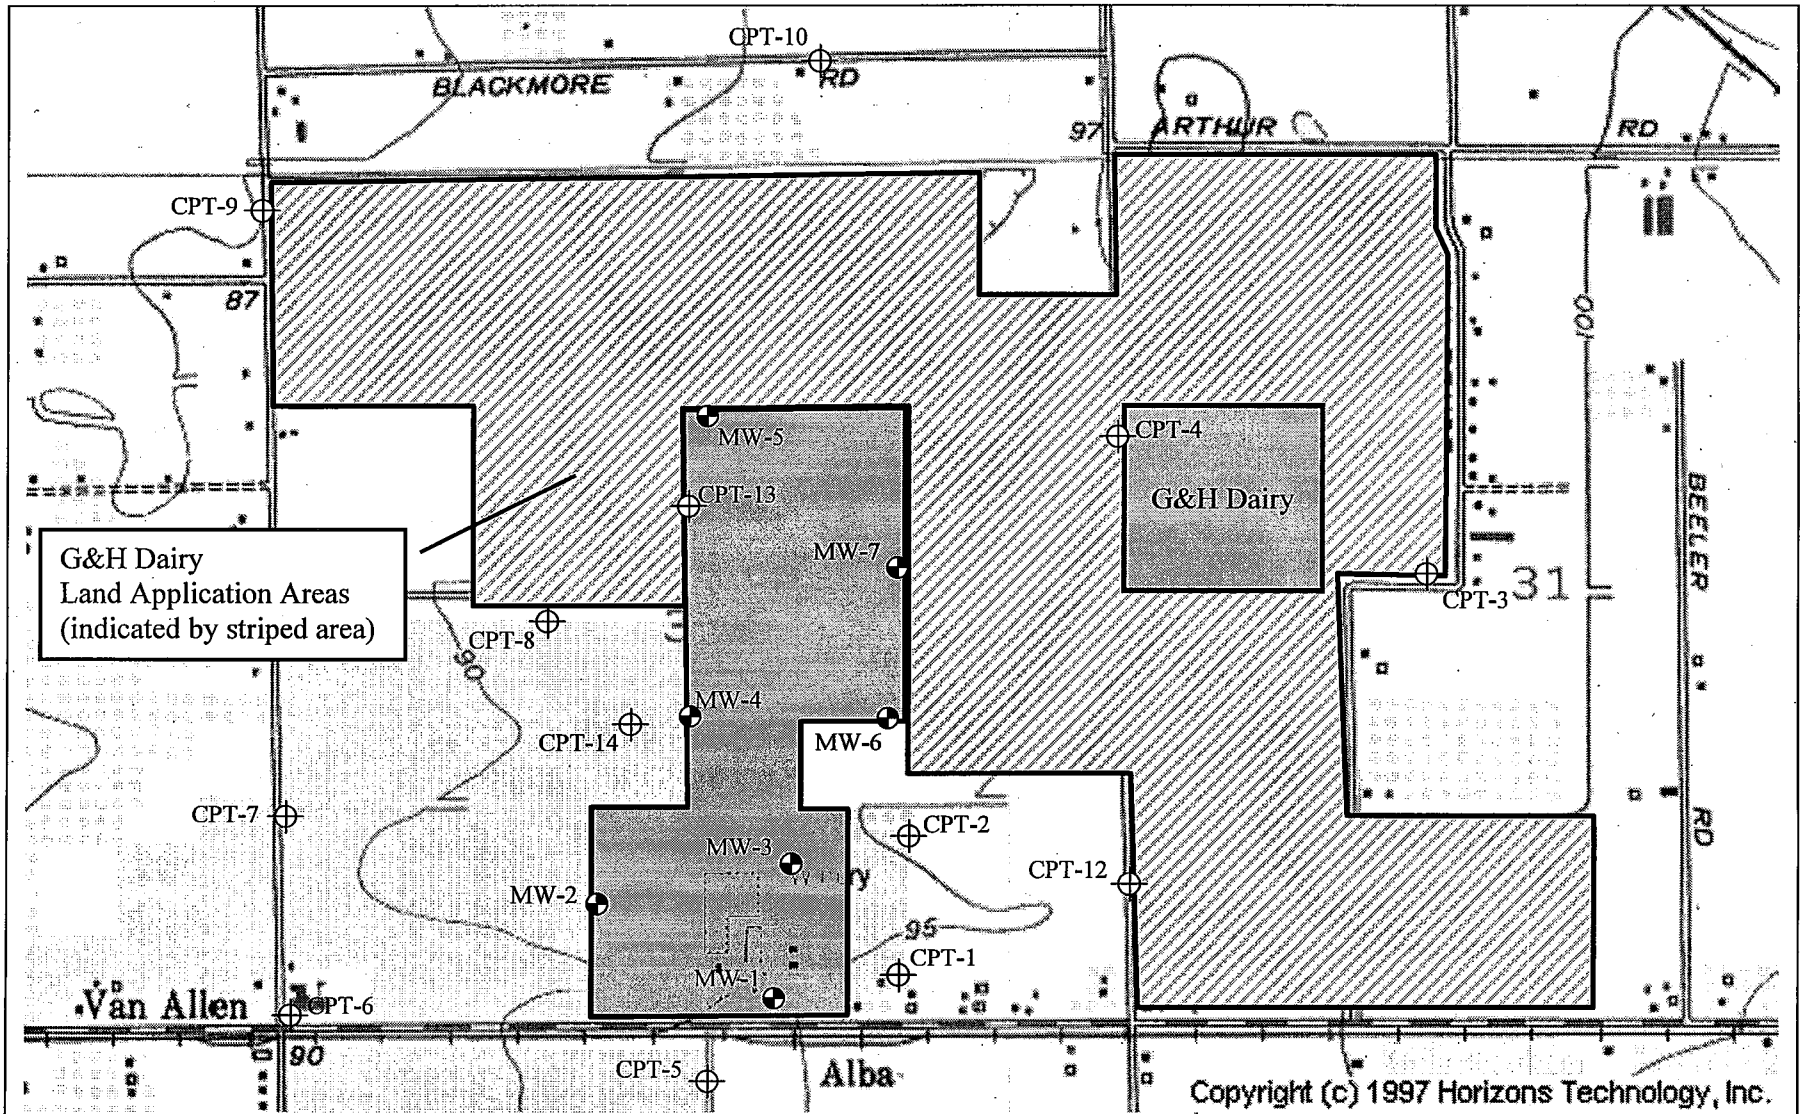 CPT-10
BLACKMORE RD
97
ARTHUR RD
CPT-9
87
100
MW-5
CPT-4
CPT-13
G&H Dairy
BEELER RD
MW-7
G&H Dairy
Land Application Areas
(indicated by striped area)
31
CPT-3
CPT-8
90
MW-4
CPT-14
MW-6
CPT-7
CPT-2
MW-3
CPT-12
MW-2
95
CPT-1
MW-1
Van Allen
CPT-6
90
CPT-5
Alba
Copyright (c) 1997 Horizons Technology, Inc.